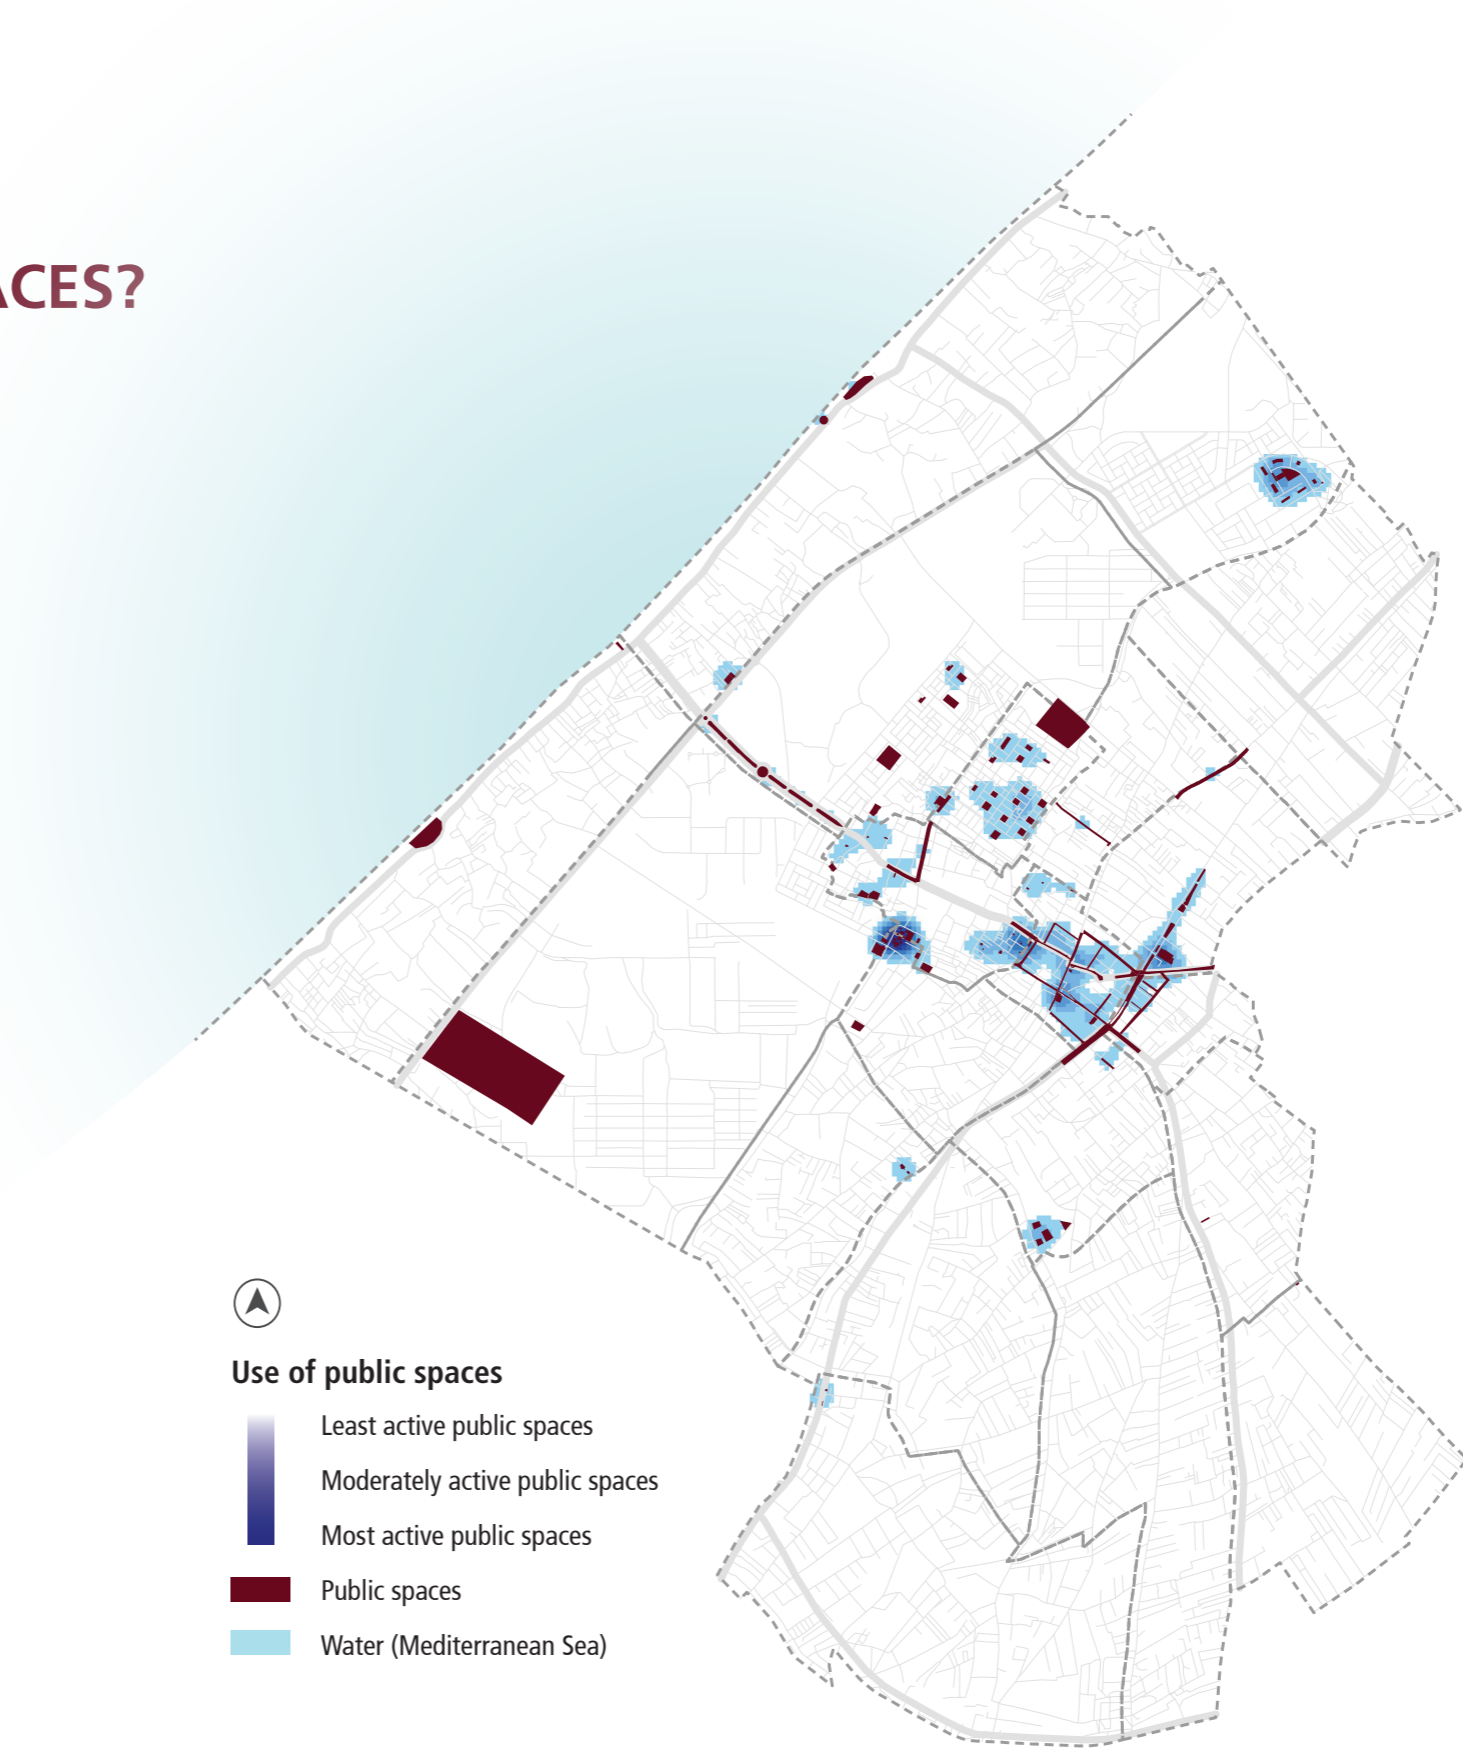 ACES?
Use of public spaces
Least active public spaces
Moderately active public spaces
Most active public spaces
Public spaces
Water (Mediterranean Sea)